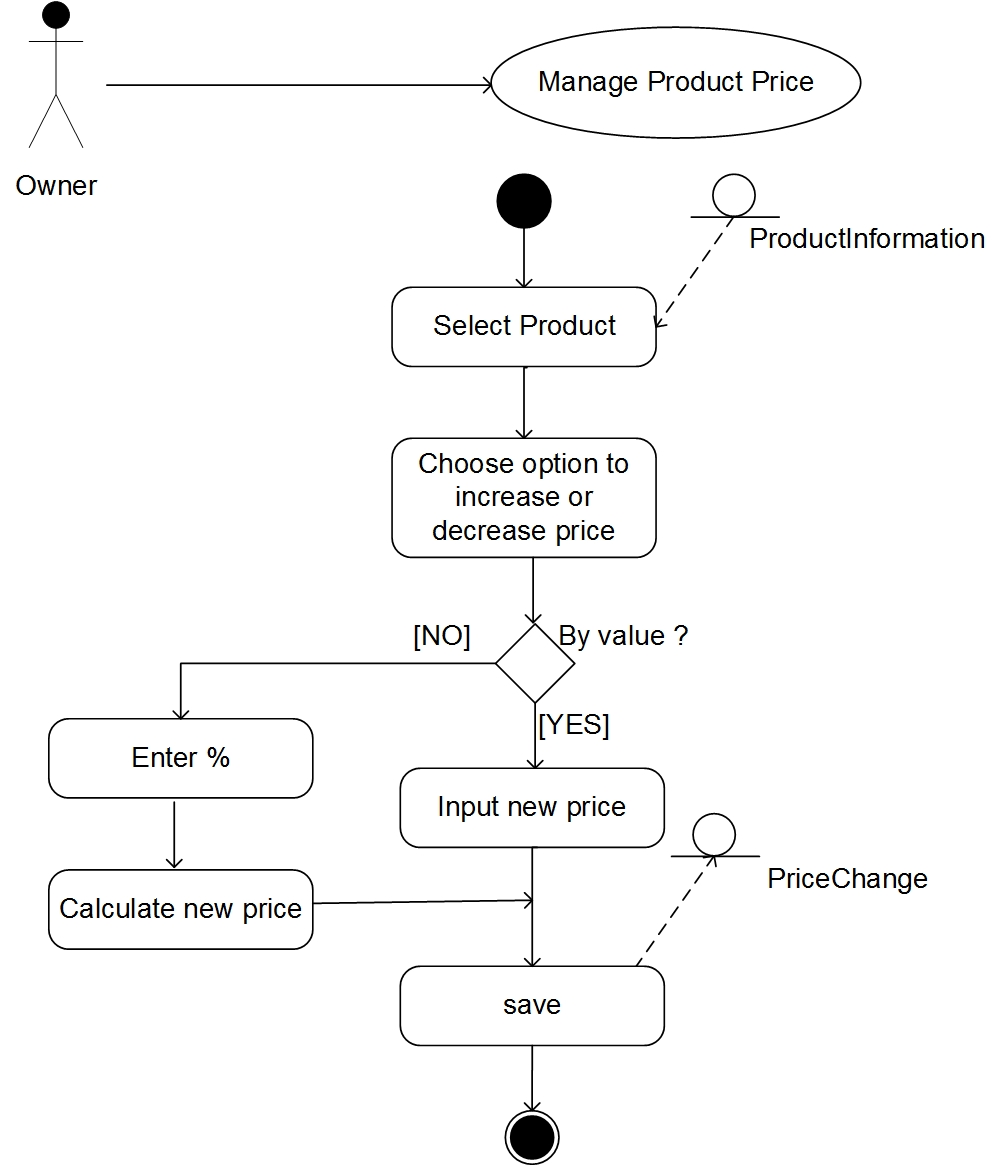 Manage Product Price
Owner
ProductInformation
Select Product
Choose option to
increase or
decrease price
[NO]
By value ?
[YES]
Enter %
Input new price
PriceChange
Calculate new price
save